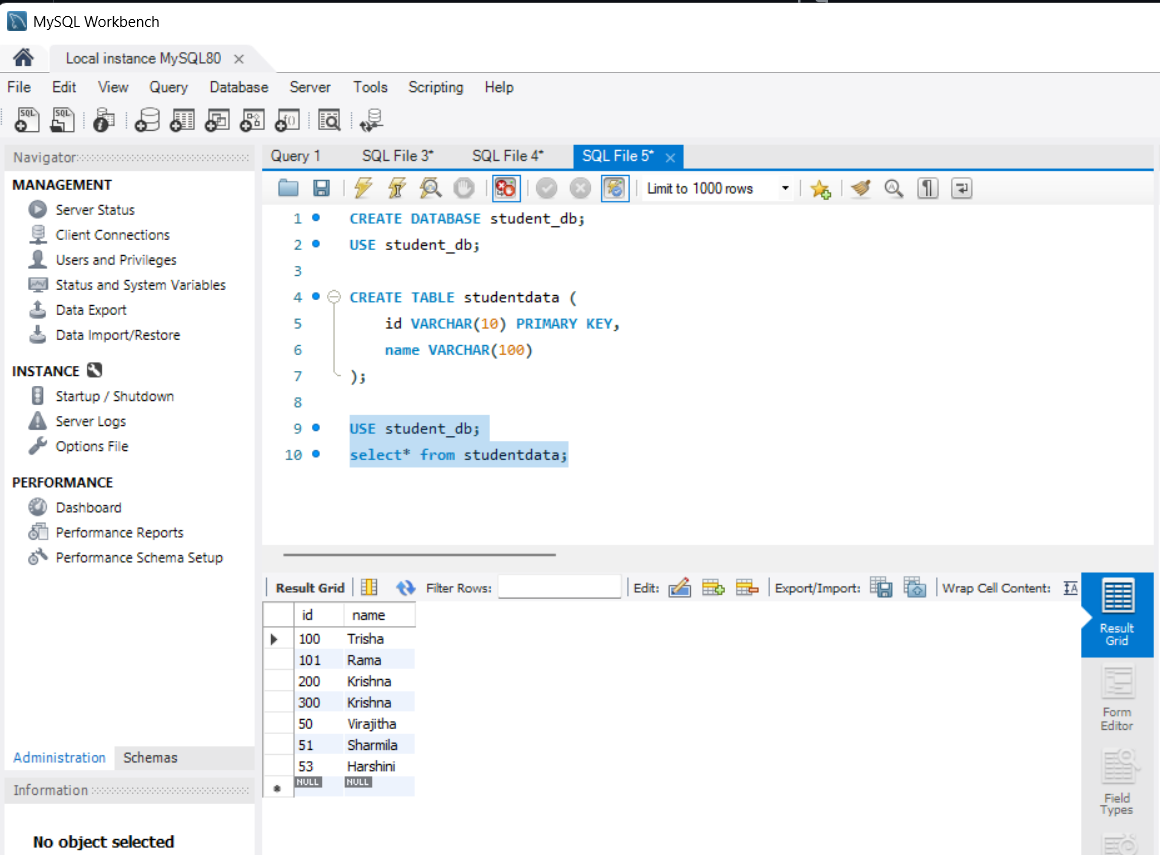 MySQL Workbench
Local instance MySQL80
File Edit View Query Database Server Tools Scripting Help
Navigator
MANAGEMENT
Server Status
Client Connections
Users and Privileges
Status and System Variables
Data Export
Data Import/Restore
INSTANCE
Startup / Shutdown
Server Logs
Options File
PERFORMANCE
Dashboard
Performance Reports
Performance Schema Setup
Administration Schemas
Information
No object selected
Query 1 SQL File 3* SQL File 4* SQL File 5*
Limit to 1000 rows
1 CREATE DATABASE student_db;
2 USE student_db;
3
4 CREATE TABLE studentdata (
5 id VARCHAR(10) PRIMARY KEY,
6 name VARCHAR(100)
7 );
8
9 USE student_db;
10 select* from studentdata;
Result Grid Filter Rows: Edit: Export/Import: Wrap Cell Content:
id name
100 Trisha
101 Rama
200 Krishna
300 Krishna
50 Virajitha
51 Sharmila
53 Harshini
NULL NULL
Result
Grid
Form
Editor
Field
Types